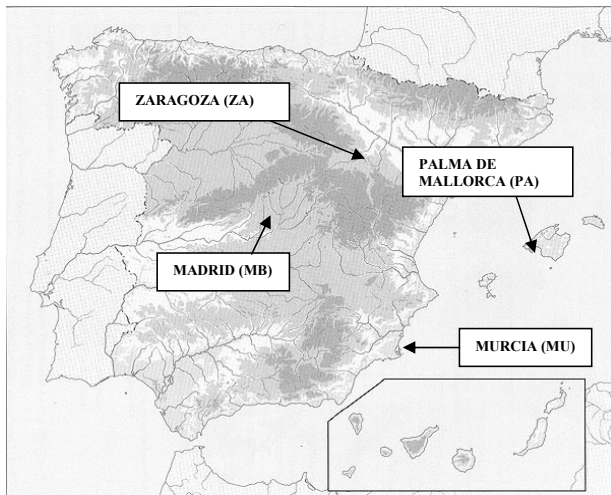 ZARAGOZA (ZA)
PALMA DE
MALLORCA (PA)
MADRID (MB)
MURCIA (MU)